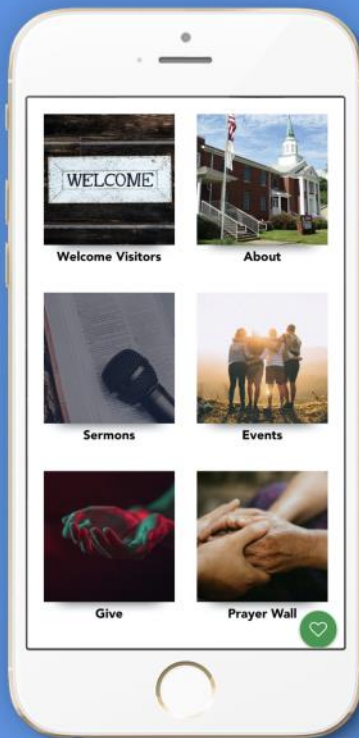 WELCOME
Welcome Visitors
About
Sermons
Events
Give
Prayer Wall